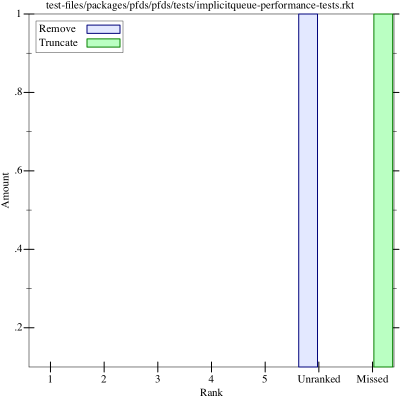 test-files/packages/pfds/pfds/tests/implicitqueue-performance-tests.rkt
1
Remove
Truncate
.8
.6
Amount
.4
.2
1 2 3 4 5 Unranked Missed
Rank